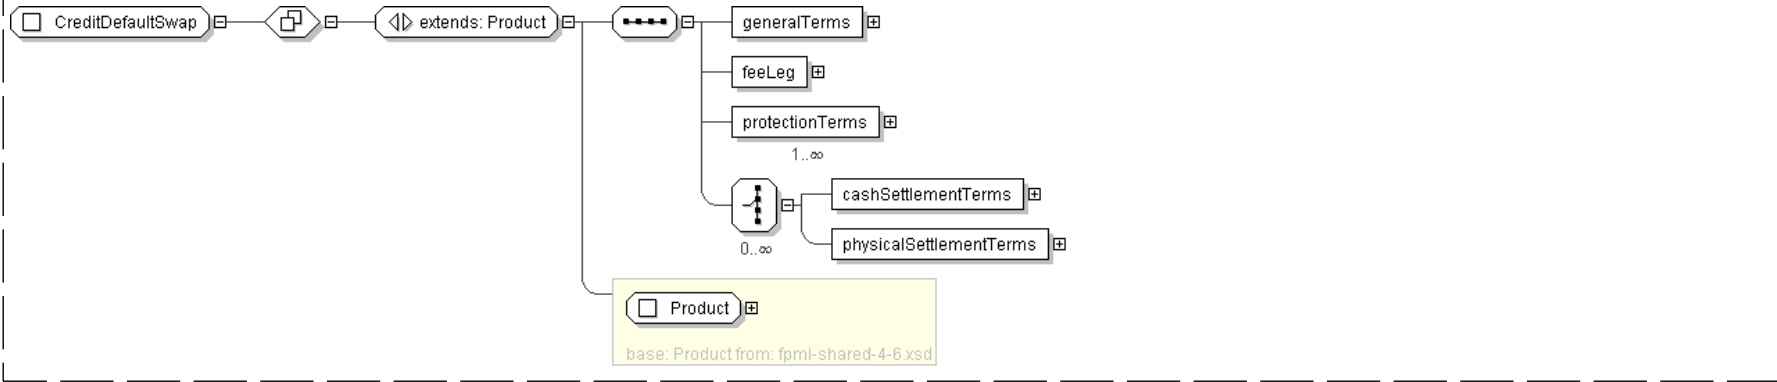 CreditDefaultSwap
extends: Product
generalTerms
feeLeg
protectionTerms
1..∞
cashSettlementTerms
physicalSettlementTerms
0..∞
Product
base: Product from: fpml-shared-4-6.xsd